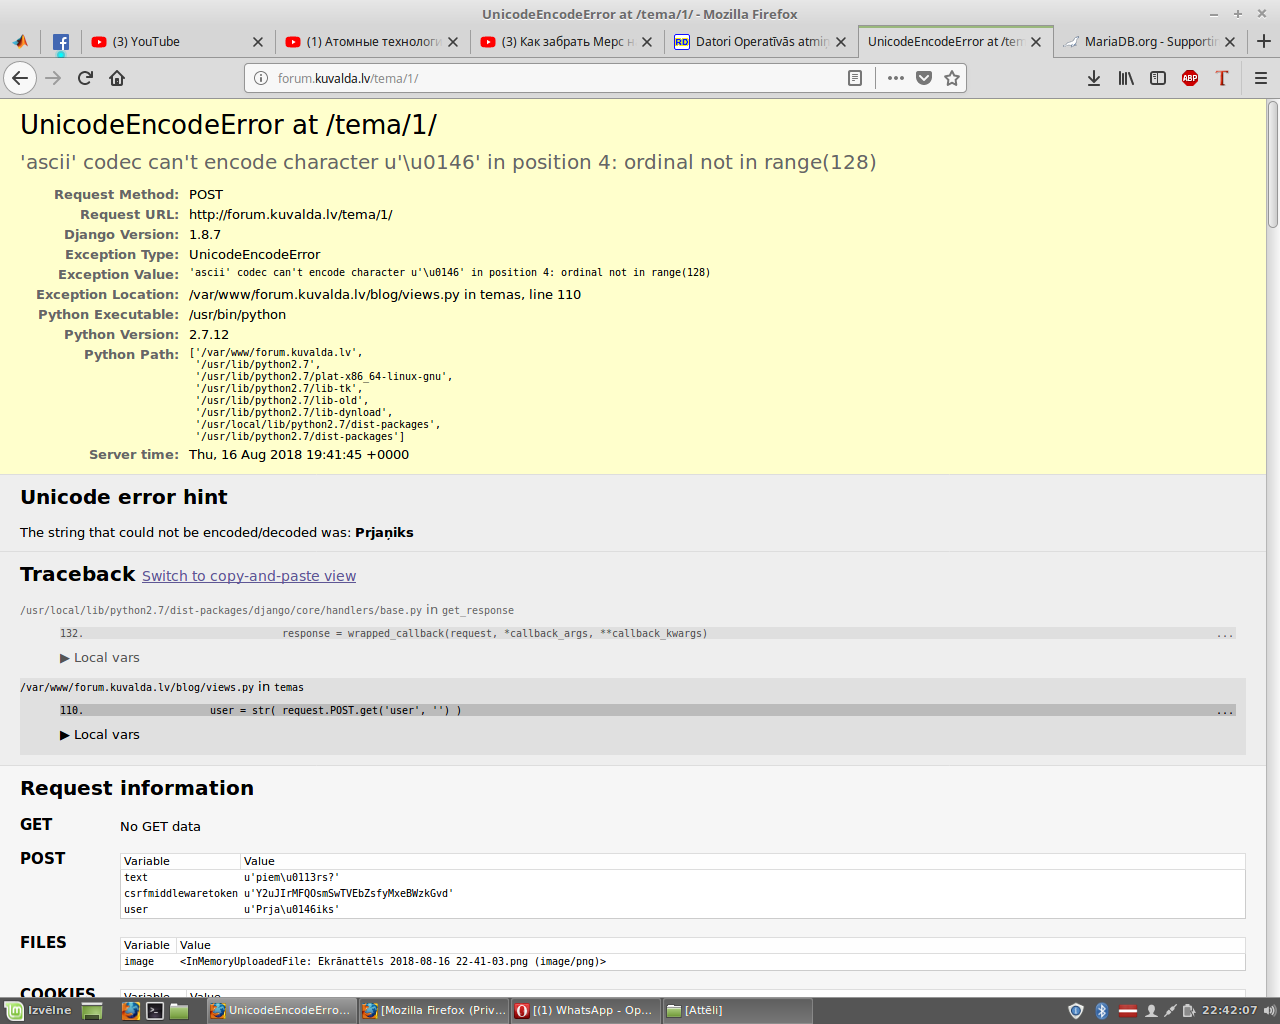 UnicodeEncodeError at /tema/1/ - Mozilla Firefox
(3) YouTube
(1) Атомные технологи
(3) Как забрать Мерс н
Datori Operatīvās atmiņ
UnicodeEncodeError at /tem
MariaDB.org - Supportin
forum.kuvalda.lv/tema/1/
UnicodeEncodeError at /tema/1/
'ascii' codec can't encode character u'\u0146' in position 4: ordinal not in range(128)
Request Method: POST
Request URL: http://forum.kuvalda.lv/tema/1/
Django Version: 1.8.7
Exception Type: UnicodeEncodeError
Exception Value: 'ascii' codec can't encode character u'\u0146' in position 4: ordinal not in range(128)
Exception Location: /var/www/forum.kuvalda.lv/blog/views.py in temas, line 110
Python Executable: /usr/bin/python
Python Version: 2.7.12
Python Path: ['/var/www/forum.kuvalda.lv',
'/usr/lib/python2.7',
'/usr/lib/python2.7/plat-x86_64-linux-gnu',
'/usr/lib/python2.7/lib-tk',
'/usr/lib/python2.7/lib-old',
'/usr/lib/python2.7/lib-dynload',
'/usr/local/lib/python2.7/dist-packages',
'/usr/lib/python2.7/dist-packages']
Server time: Thu, 16 Aug 2018 19:41:45 +0000
Unicode error hint
The string that could not be encoded/decoded was: Prjaņiks
Traceback Switch to copy-and-paste view
/usr/local/lib/python2.7/dist-packages/django/core/handlers/base.py in get_response
132. response = wrapped_callback(request, *callback_args, **callback_kwargs) ...
▶ Local vars
/var/www/forum.kuvalda.lv/blog/views.py in temas
110. user = str( request.POST.get('user', '') ) ...
▶ Local vars
Request information
GET No GET data
POST
Variable Value
text u'piem\u0113rs?'
csrfmiddlewaretoken u'Y2uJIrMFQOsmSwTVEbZsfyMxeBWzkGvd'
user u'Prja\u0146iks'
FILES
Variable Value
image <InMemoryUploadedFile: Ekrānattēls 2018-08-16 22-41-03.png (image/png)>
COOKIES Variable Value
Izvēlne
UnicodeEncodeErro...
[Mozilla Firefox (Priv...
[(1) WhatsApp - Op...
[Attēli]
22:42:07